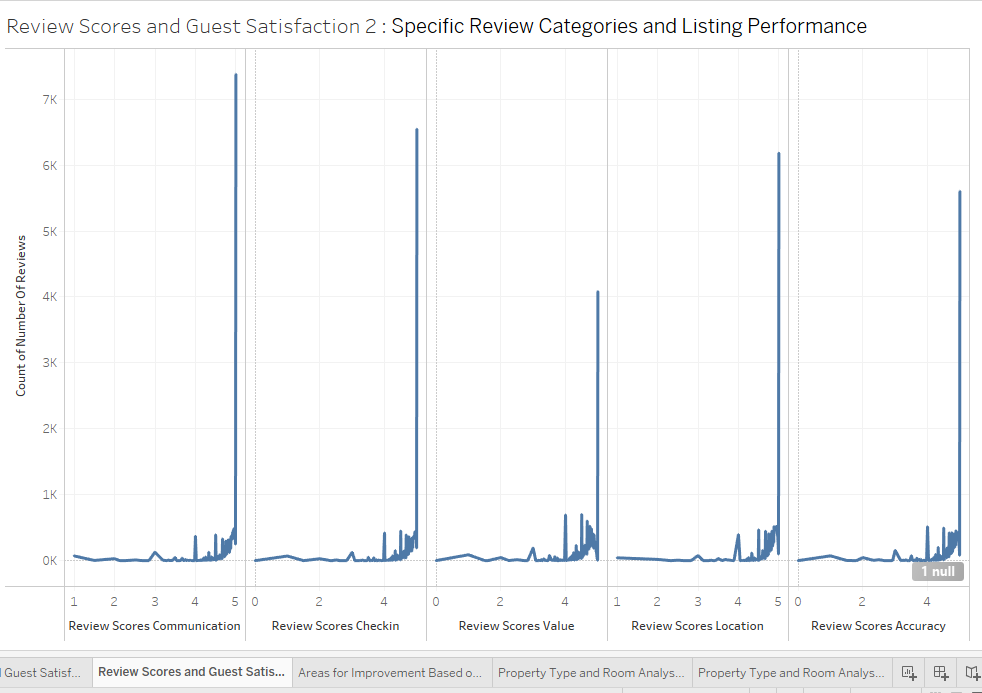 Review Scores and Guest Satisfaction 2 : Specific Review Categories and Listing Performance
Count of Number Of Reviews
7K
6K
5K
4K
3K
2K
1K
0K
1 null
1 2 3 4 5 0 2 4 0 2 4 1 2 3 4 5 0 2 4
Review Scores Communication Review Scores Checkin Review Scores Value Review Scores Location Review Scores Accuracy
l Guest Satisf... Review Scores and Guest Satis... Areas for Improvement Based o... Property Type and Room Analys... Property Type and Room Analys...